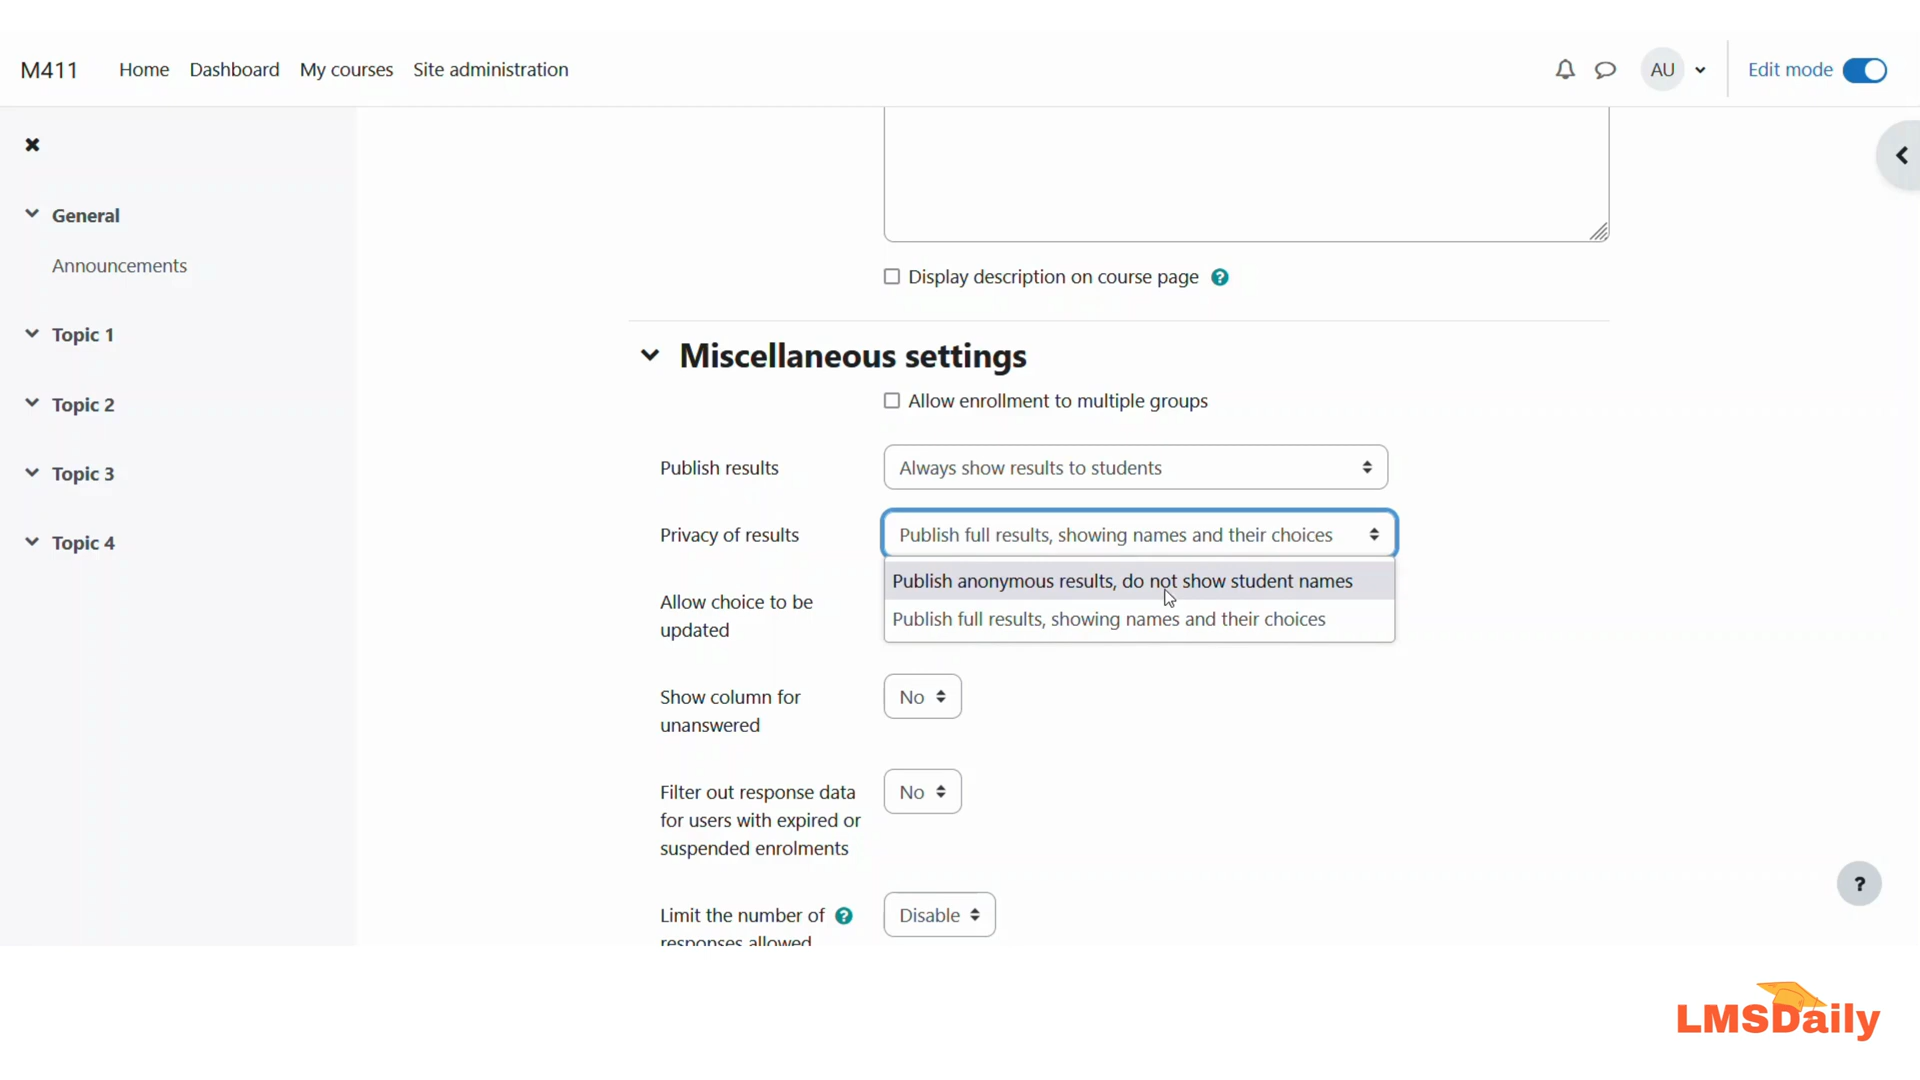 M411
Home Dashboard My courses Site administration
AU
Edit mode
General
Announcements
Topic 1
Topic 2
Topic 3
Topic 4
Display description on course page ?
Miscellaneous settings
Allow enrollment to multiple groups
Publish results
Always show results to students
Privacy of results
Publish full results, showing names and their choices
Publish anonymous results, do not show student names
Publish full results, showing names and their choices
Allow choice to be
updated
Show column for
unanswered
No
Filter out response data
for users with expired or
suspended enrolments
No
Limit the number of ?
responses allowed
Disable
?
LMSDaily